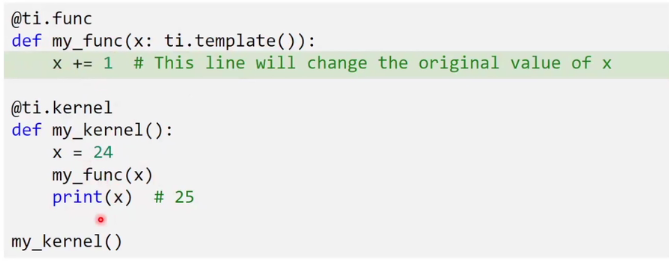 @ti.func
def my_func(x: ti.template()):
    x += 1  # This line will change the original value of x
@ti.kernel
def my_kernel():
    x = 24
    my_func(x)
    print(x)  # 25
my_kernel()